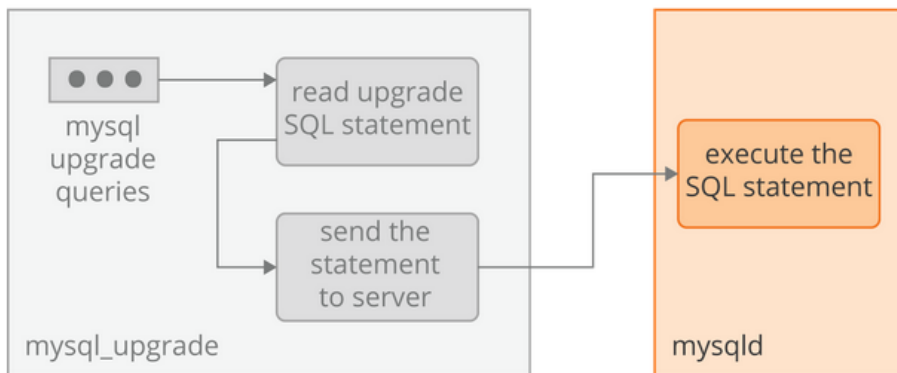 mysql
upgrade
queries
read upgrade
SQL statement
send the
statement
to server
mysql_upgrade
execute the
SQL statement
mysqld